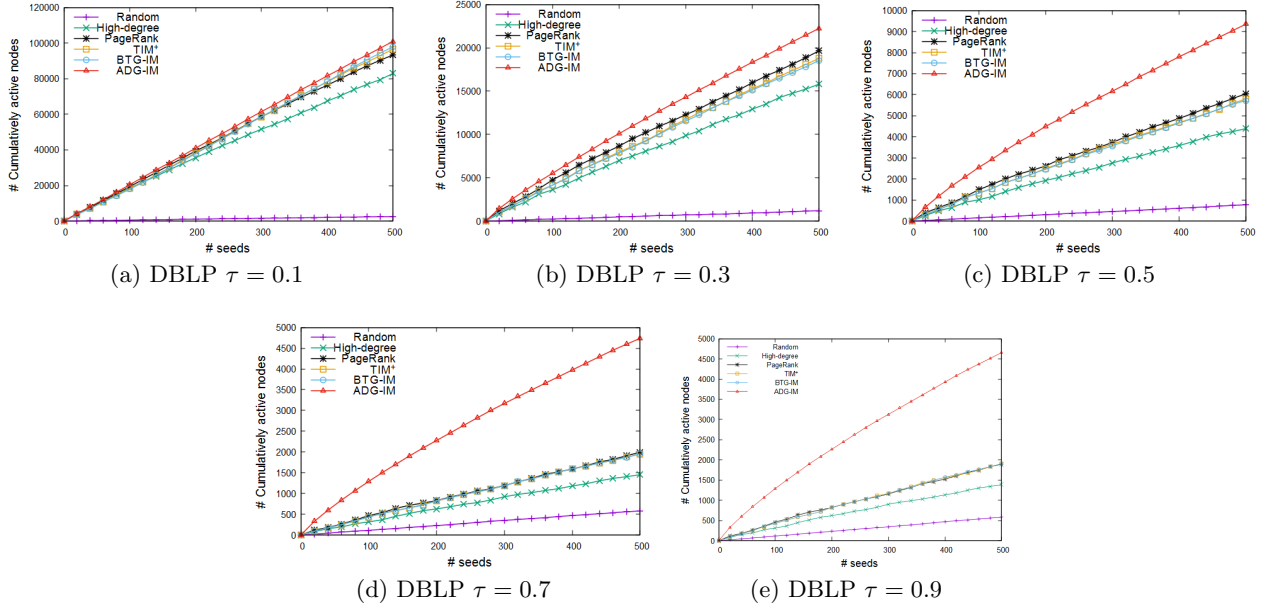 Random
High-degree
PageRank
TIM⁺
BTG-IM
ADG-IM
# Cumulatively active nodes
120000
100000
80000
60000
40000
20000
0
0 100 200 300 400 500
# seeds
(a) DBLP τ = 0.1
Random
High-degree
PageRank
TIM⁺
BTG-IM
ADG-IM
# Cumulatively active nodes
25000
20000
15000
10000
5000
0
0 100 200 300 400 500
# seeds
(b) DBLP τ = 0.3
Random
High-degree
PageRank
TIM⁺
BTG-IM
ADG-IM
# Cumulatively active nodes
10000
9000
8000
7000
6000
5000
4000
3000
2000
1000
0
0 100 200 300 400 500
# seeds
(c) DBLP τ = 0.5
Random
High-degree
PageRank
TIM⁺
BTG-IM
ADG-IM
# Cumulatively active nodes
5000
4500
4000
3500
3000
2500
2000
1500
1000
500
0
0 100 200 300 400 500
# seeds
(d) DBLP τ = 0.7
Random
High-degree
PageRank
TIM⁺
BTG-IM
ADG-IM
# Cumulatively active nodes
5000
4500
4000
3500
3000
2500
2000
1500
1000
500
0
0 100 200 300 400 500
# seeds
(e) DBLP τ = 0.9